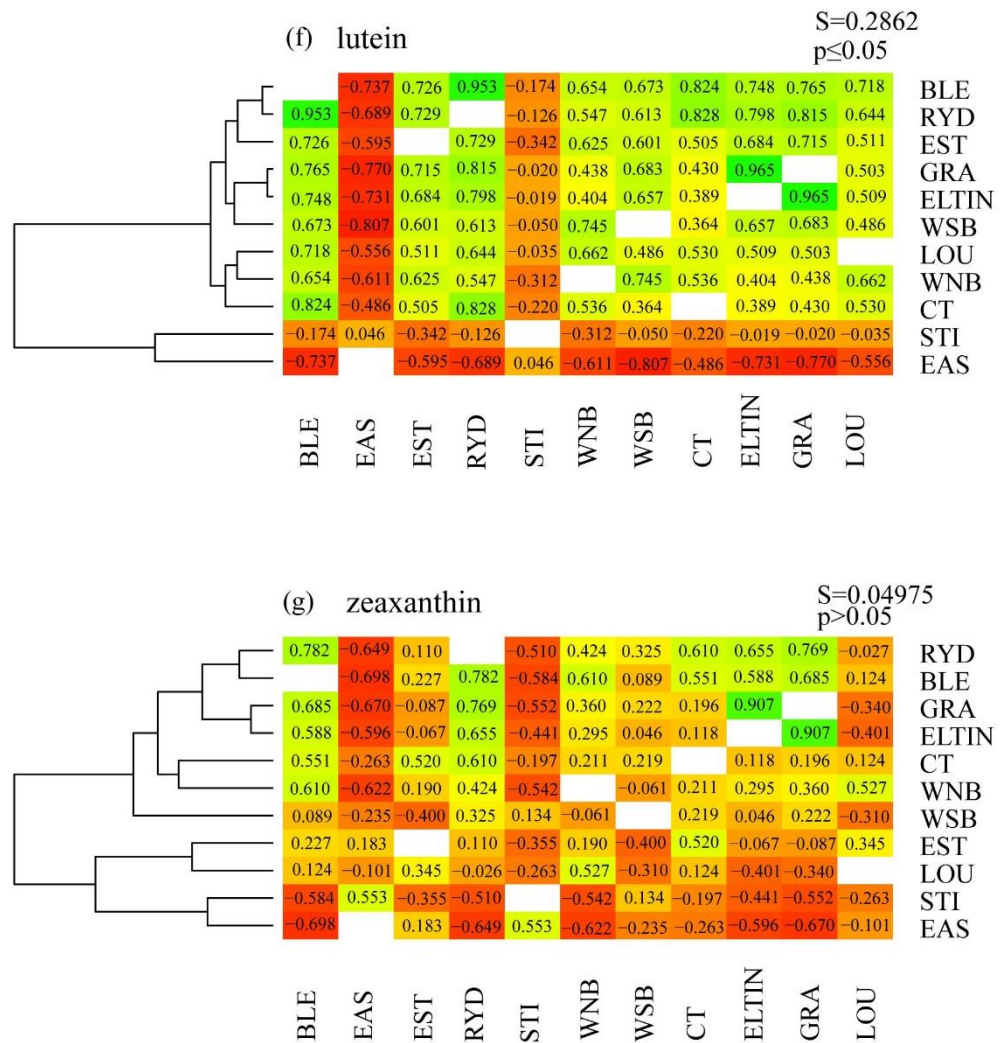 (f) lutein
S=0.2862
p≤0.05
−0.737 0.726 0.953 −0.174 0.654 0.673 0.824 0.748 0.765 0.718 BLE
0.953 −0.689 0.729 −0.126 0.547 0.613 0.828 0.798 0.815 0.644 RYD
0.726 −0.595 0.729 −0.342 0.625 0.601 0.505 0.684 0.715 0.511 EST
0.765 −0.770 0.715 0.815 −0.020 0.438 0.683 0.430 0.965 0.503 GRA
0.748 −0.731 0.684 0.798 −0.019 0.404 0.657 0.389 0.965 0.509 ELTIN
0.673 −0.807 0.601 0.613 −0.050 0.745 0.364 0.657 0.683 0.486 WSB
0.718 −0.556 0.511 0.644 −0.035 0.662 0.486 0.530 0.509 0.503 LOU
0.654 −0.611 0.625 0.547 −0.312 0.745 0.536 0.404 0.438 0.662 WNB
0.824 −0.486 0.505 0.828 −0.220 0.536 0.364 0.389 0.430 0.530 CT
−0.174 0.046 −0.342 −0.126 −0.312 −0.050 −0.220 −0.019 −0.020 −0.035 STI
−0.737 −0.595 −0.689 0.046 −0.611 −0.807 −0.486 −0.731 −0.770 −0.556 EAS
BLE EAS EST RYD STI WNB WSB CT ELTIN GRA LOU
(g) zeaxanthin
S=0.04975
p>0.05
0.782 −0.649 0.110 −0.510 0.424 0.325 0.610 0.655 0.769 −0.027 RYD
−0.698 0.227 0.782 −0.584 0.610 0.089 0.551 0.588 0.685 0.124 BLE
0.685 −0.670 −0.087 0.769 −0.552 0.360 0.222 0.196 0.907 −0.340 GRA
0.588 −0.596 −0.067 0.655 −0.441 0.295 0.046 0.118 0.907 −0.401 ELTIN
0.551 −0.263 0.520 0.610 −0.197 0.211 0.219 0.118 0.196 0.124 CT
0.610 −0.622 0.190 0.424 −0.542 −0.061 0.211 0.295 0.360 0.527 WNB
0.089 −0.235 −0.400 0.325 0.134 −0.061 0.219 0.046 0.222 −0.310 WSB
0.227 0.183 0.110 −0.355 0.190 −0.400 0.520 −0.067 −0.087 0.345 EST
0.124 −0.101 0.345 −0.026 −0.263 0.527 −0.310 0.124 −0.401 −0.340 LOU
−0.584 0.553 −0.355 −0.510 −0.542 0.134 −0.197 −0.441 −0.552 −0.263 STI
−0.698 0.183 −0.649 0.553 −0.622 −0.235 −0.263 −0.596 −0.670 −0.101 EAS
BLE EAS EST RYD STI WNB WSB CT ELTIN GRA LOU